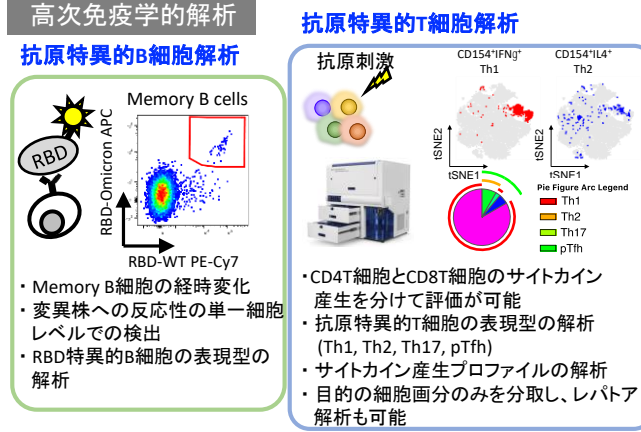 高次免疫学的解析
抗原特異的B細胞解析
RBD
Memory B cells
RBD-Omicron APC
RBD-WT PE-Cy7
・Memory B細胞の経時変化
・変異株への反応性の単一細胞
レベルでの検出
・RBD特異的B細胞の表現型の
解析
抗原特異的T細胞解析
抗原刺激
CD154⁺IFNg⁺
Th1
CD154⁺IL4⁺
Th2
tSNE2
tSNE1
tSNE2
tSNE1
Pie Figure Arc Legend
Th1
Th2
Th17
pTfh
・CD4T細胞とCD8T細胞のサイトカイン
産生を分けて評価が可能
・抗原特異的T細胞の表現型の解析
(Th1, Th2, Th17, pTfh)
・サイトカイン産生プロファイルの解析
・目的の細胞画分のみを分取し、レパトア
解析も可能